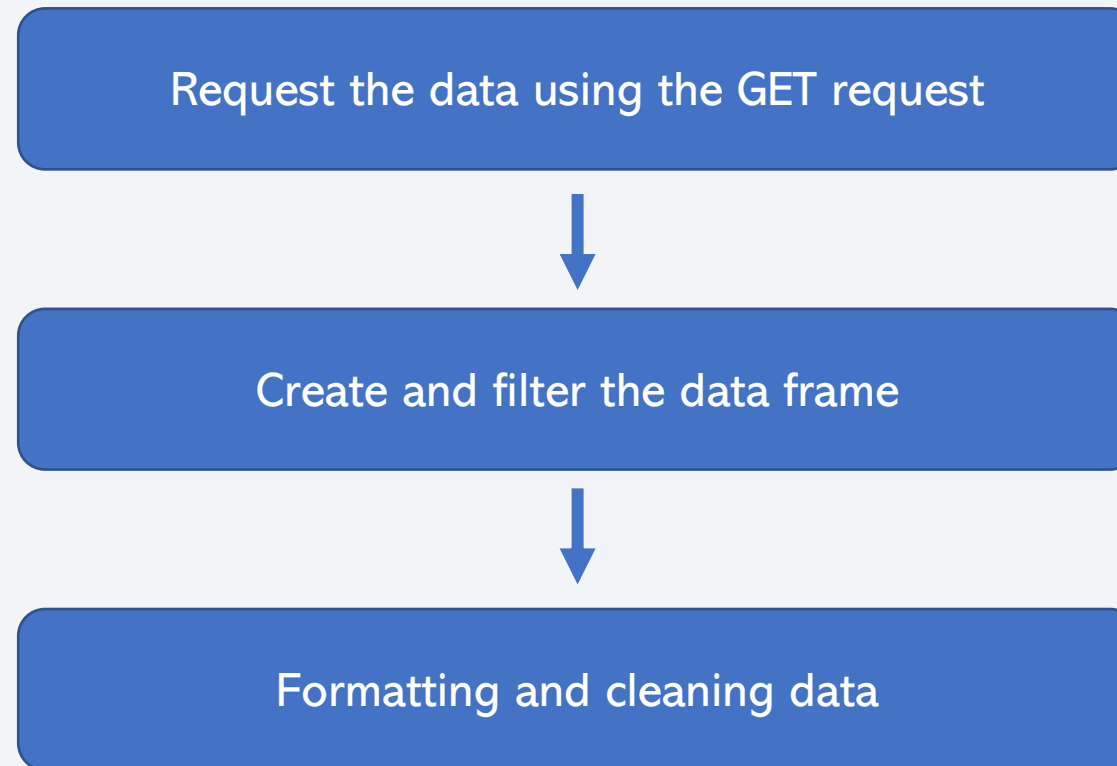 Request the data using the GET request
Create and filter the data frame
Formatting and cleaning data